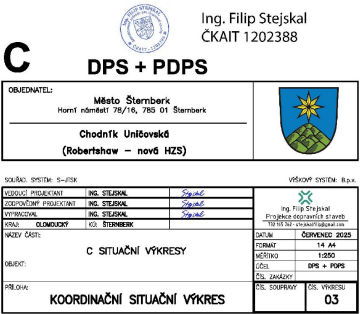 Ing. Filip Stejskal
ČKAIT 1202388
C
DPS + PDPS
OBJEDNATEL:
Město Šternberk
Horní náměstí 78/16, 785 01 Šternberk
Chodník Uničovská
(Robertshaw – nová HZS)
SOUŘAD. SYSTÉM: S-JTSK
VÝŠKOVÝ SYSTÉM: B.p.v.
VEDOUCÍ PROJEKTANT ING. STEJSKAL
ZODPOVĚDNÝ PROJEKTANT ING. STEJSKAL
VYPRACOVAL ING. STEJSKAL
KRAJ: OLOMOUCKÝ KÚ: ŠTERNBERK
Ing. Filip Stejskal
Projekce dopravních staveb
NÁZEV ČÁSTI:
C SITUAČNÍ VÝKRESY
OBJEKT:
DATUM ČERVENEC 2025
FORMÁT 14 A4
MĚŘÍTKO 1:250
ÚČEL DPS + PDPS
ČÍS. ZAKÁZKY
PŘÍLOHA:
KOORDINAČNÍ SITUAČNÍ VÝKRES
ČÍS. SOUPRAVY
ČÍS. VÝKRESU
03